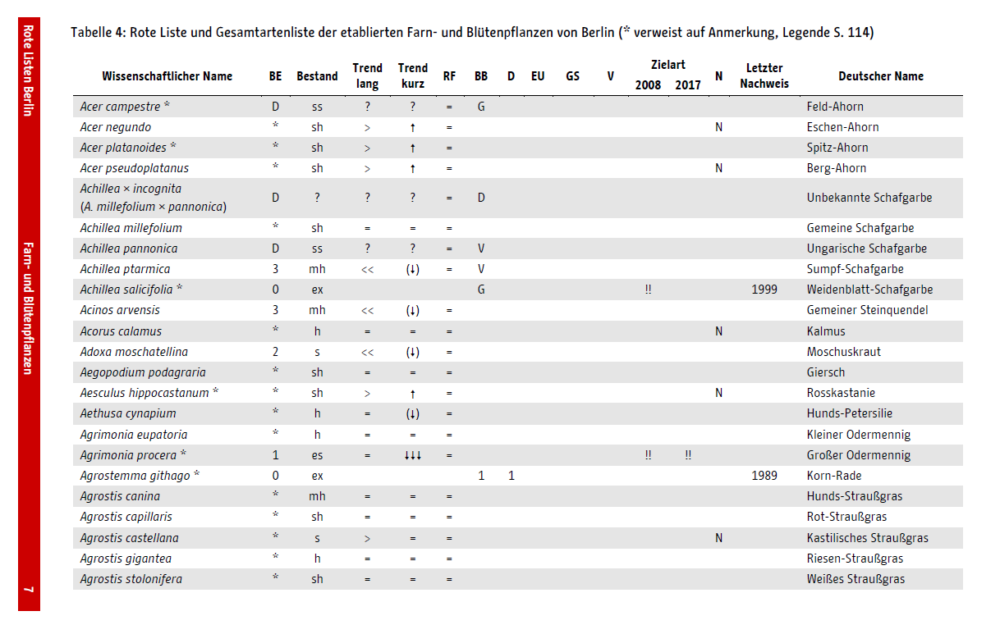 Rote Listen Berlin
Farn- und Blütenpflanzen
7
Tabelle 4: Rote Liste und Gesamtartenliste der etablierten Farn- und Blütenpflanzen von Berlin (* verweist auf Anmerkung, Legende S. 114)
Wissenschaftlicher Name BE Bestand Trend lang Trend kurz RF BB D EU GS V Zielart 2008 2017 N Letzter Nachweis Deutscher Name
Acer campestre * D ss ? ? = G Feld-Ahorn
Acer negundo * sh > ↑ = N Eschen-Ahorn
Acer platanoides * * sh > ↑ = Spitz-Ahorn
Acer pseudoplatanus * sh > ↑ = N Berg-Ahorn
Achillea × incognita
(A. millefolium × pannonica) D ? ? ? = D Unbekannte Schafgarbe
Achillea millefolium * sh = = = Gemeine Schafgarbe
Achillea pannonica D ss ? ? = V Ungarische Schafgarbe
Achillea ptarmica 3 mh << (↓) = V Sumpf-Schafgarbe
Achillea salicifolia * 0 ex G !! 1999 Weidenblatt-Schafgarbe
Acinos arvensis 3 mh << (↓) = Gemeiner Steinquendel
Acorus calamus * h = = = N Kalmus
Adoxa moschatellina 2 s << (↓) = Moschuskraut
Aegopodium podagraria * sh = = = Giersch
Aesculus hippocastanum * * sh > ↑ = N Rosskastanie
Aethusa cynapium * h = (↓) = Hunds-Petersilie
Agrimonia eupatoria * h = = = Kleiner Odermennig
Agrimonia procera * 1 es = ↓↓↓ = !! !! Großer Odermennig
Agrostemma githago * 0 ex 1 1 1989 Korn-Rade
Agrostis canina * mh = = = Hunds-Straußgras
Agrostis capillaris * sh = = = Rot-Straußgras
Agrostis castellana * s > = = N Kastilisches Straußgras
Agrostis gigantea * h = = = Riesen-Straußgras
Agrostis stolonifera * sh = = = Weißes Straußgras